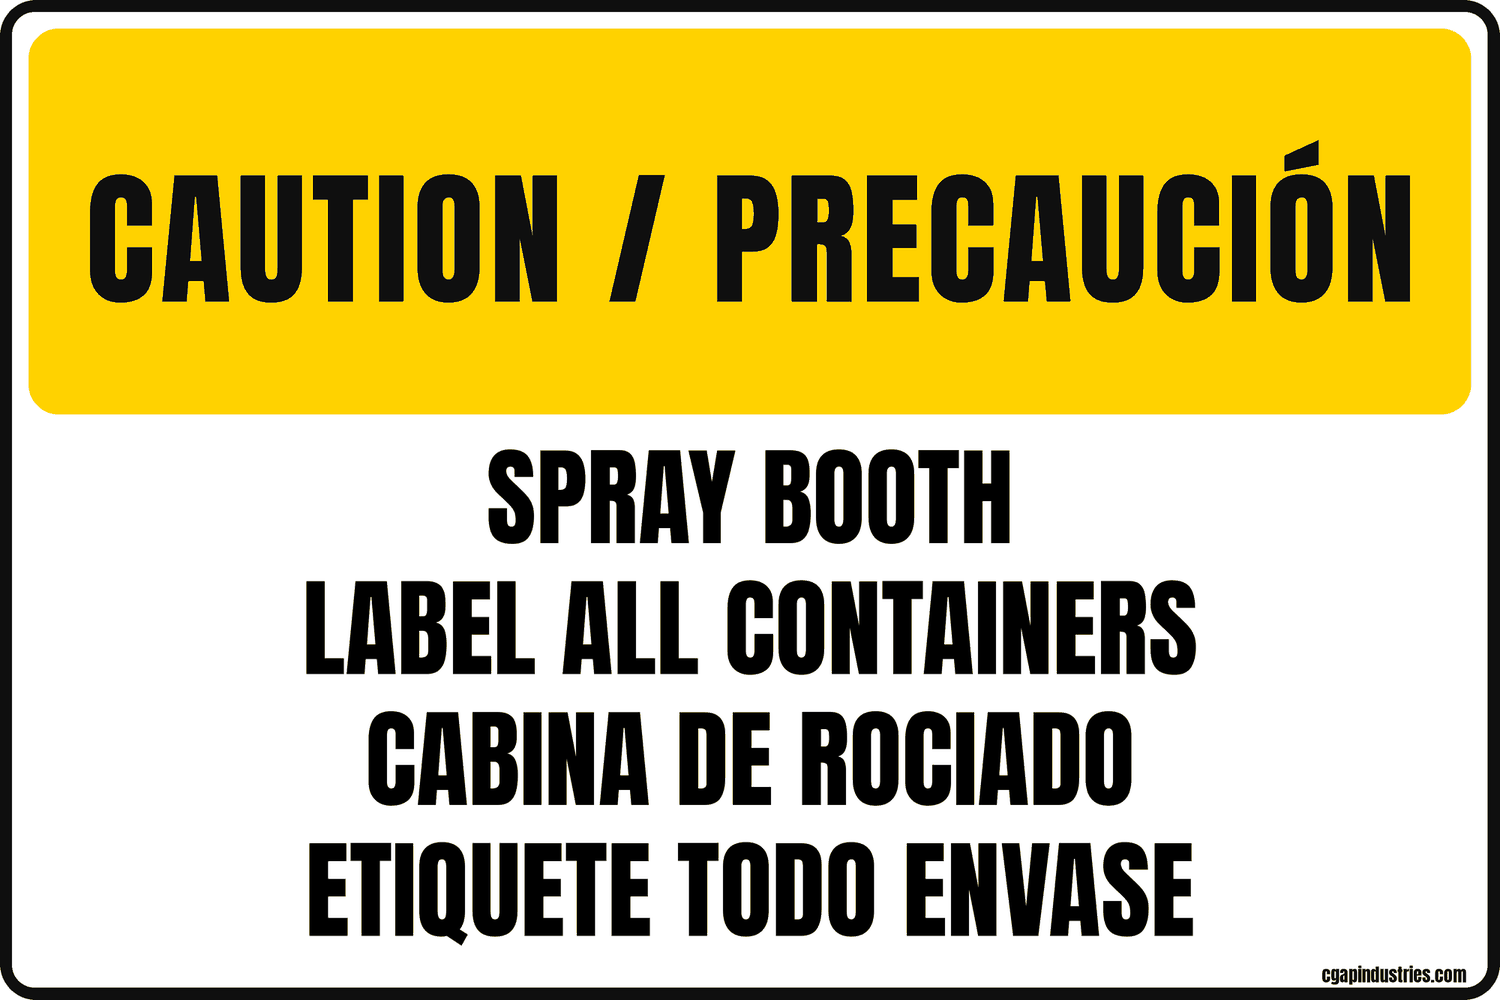 CAUTION / PRECAUCIÓN
SPRAY BOOTH
LABEL ALL CONTAINERS
CABINA DE ROCIADO
ETIQUETE TODO ENVASE
cgapindustries.com